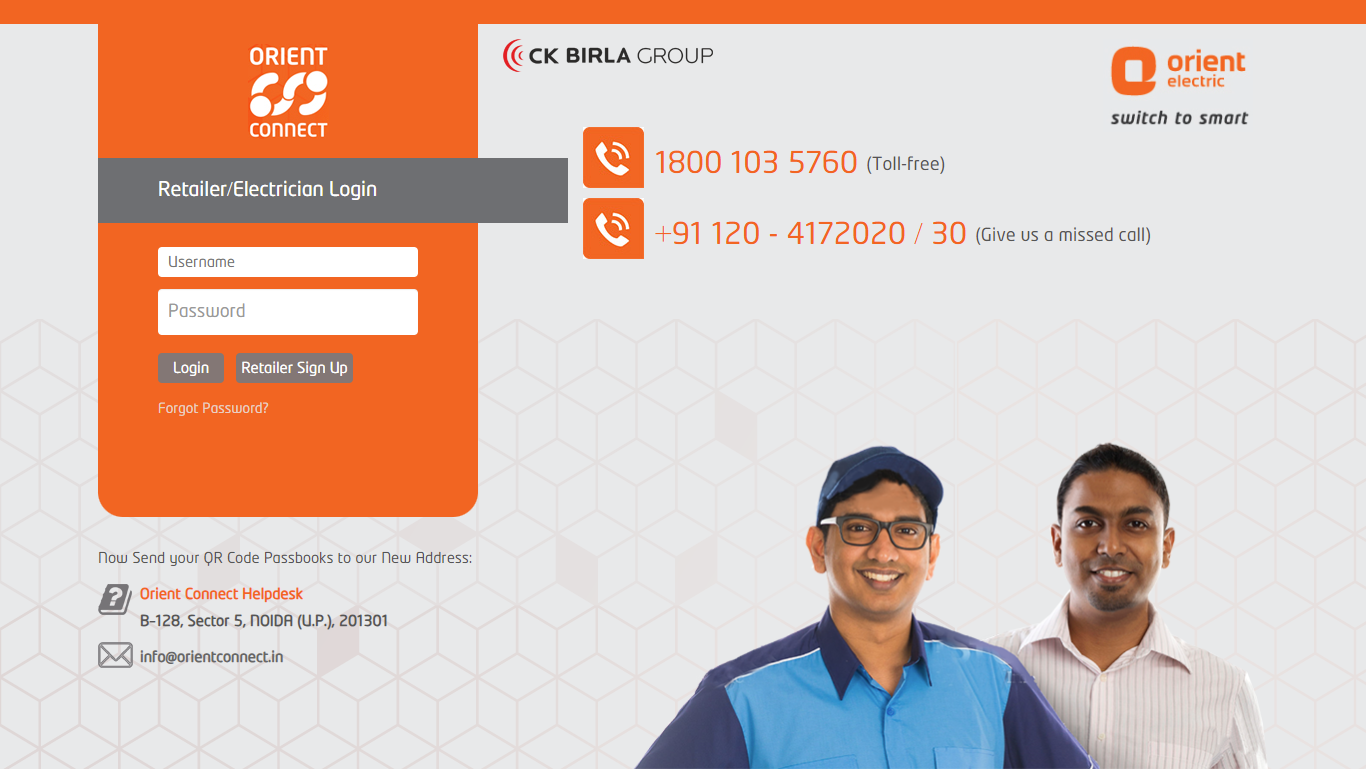 ORIENT
CONNECT
CK BIRLA GROUP
orient
electric
switch to smart
Retailer/Electrician Login
Username
Password
Login
Retailer Sign Up
Forgot Password?
1800 103 5760 (Toll-free)
+91 120 - 4172020 / 30 (Give us a missed call)
Now Send your QR Code Passbooks to our New Address:
Orient Connect Helpdesk
B-128, Sector 5, NOIDA (U.P.), 201301
info@orientconnect.in